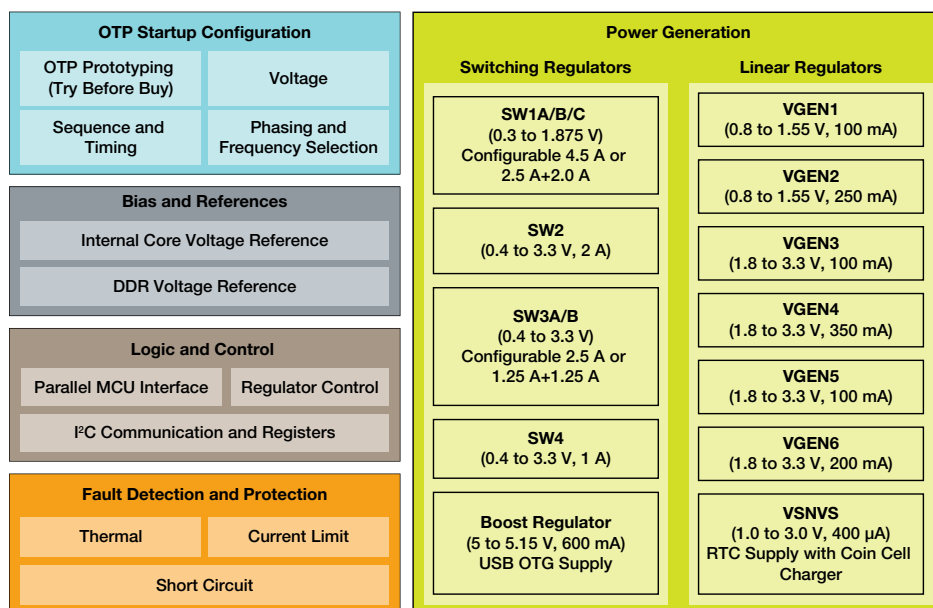 OTP Startup Configuration
OTP Prototyping
(Try Before Buy)
Voltage
Sequence and
Timing
Phasing and
Frequency Selection
Bias and References
Internal Core Voltage Reference
DDR Voltage Reference
Logic and Control
Parallel MCU Interface
Regulator Control
I²C Communication and Registers
Fault Detection and Protection
Thermal
Current Limit
Short Circuit
Power Generation
Switching Regulators
SW1A/B/C
(0.3 to 1.875 V)
Configurable 4.5 A or
2.5 A+2.0 A
SW2
(0.4 to 3.3 V, 2 A)
SW3A/B
(0.4 to 3.3 V)
Configurable 2.5 A or
1.25 A+1.25 A
SW4
(0.4 to 3.3 V, 1 A)
Boost Regulator
(5 to 5.15 V, 600 mA)
USB OTG Supply
Linear Regulators
VGEN1
(0.8 to 1.55 V, 100 mA)
VGEN2
(0.8 to 1.55 V, 250 mA)
VGEN3
(1.8 to 3.3 V, 100 mA)
VGEN4
(1.8 to 3.3 V, 350 mA)
VGEN5
(1.8 to 3.3 V, 100 mA)
VGEN6
(1.8 to 3.3 V, 200 mA)
VSNVS
(1.0 to 3.0 V, 400 µA)
RTC Supply with Coin Cell
Charger